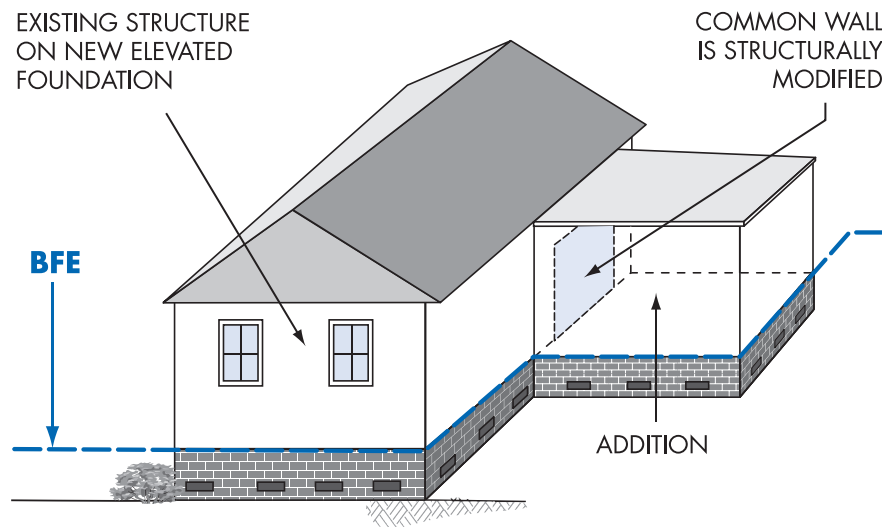 EXISTING STRUCTURE
ON NEW ELEVATED
FOUNDATION
COMMON WALL
IS STRUCTURALLY
MODIFIED
BFE
ADDITION